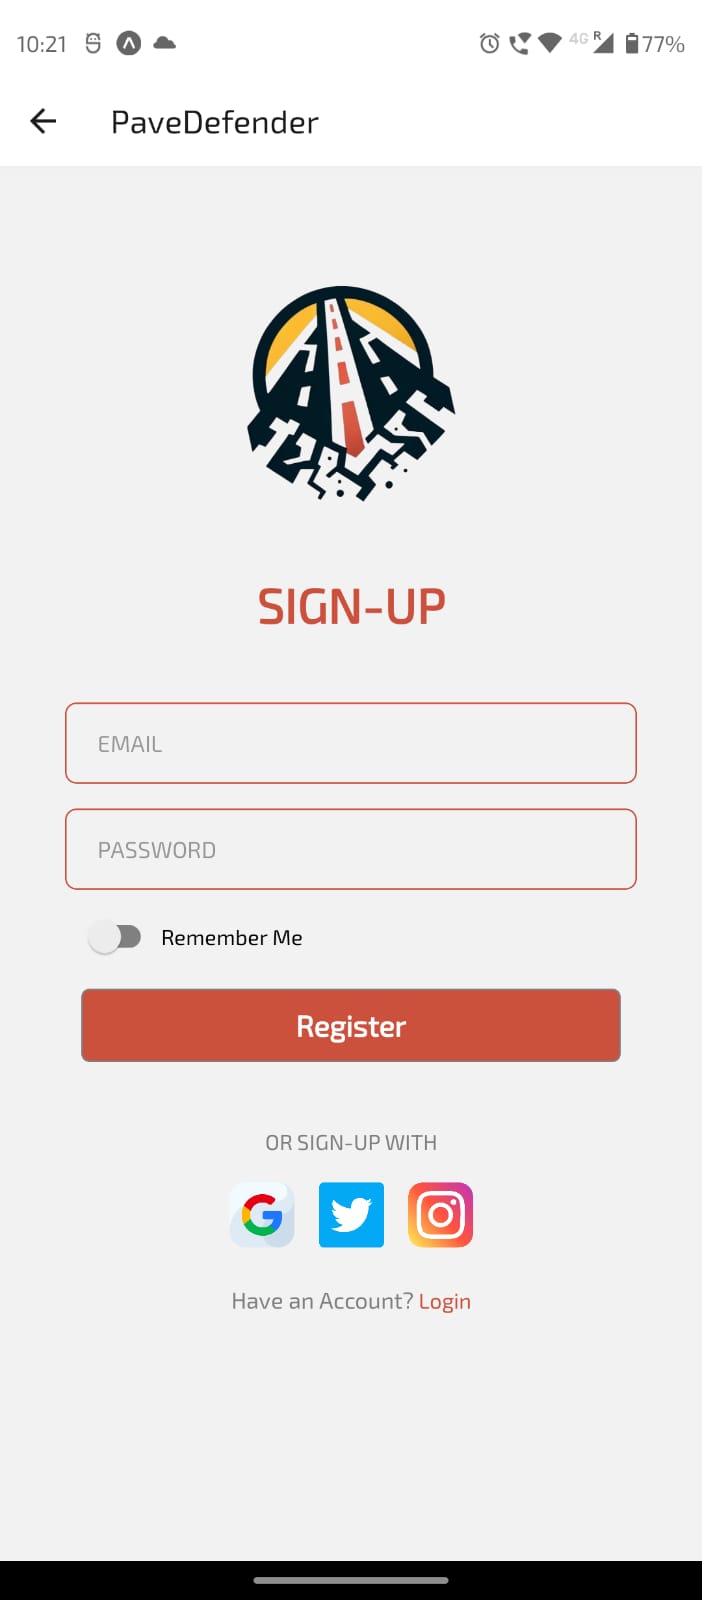 10:21 4G R 77%
PaveDefender
SIGN-UP
EMAIL
PASSWORD
Remember Me
Register
OR SIGN-UP WITH
Have an Account? Login